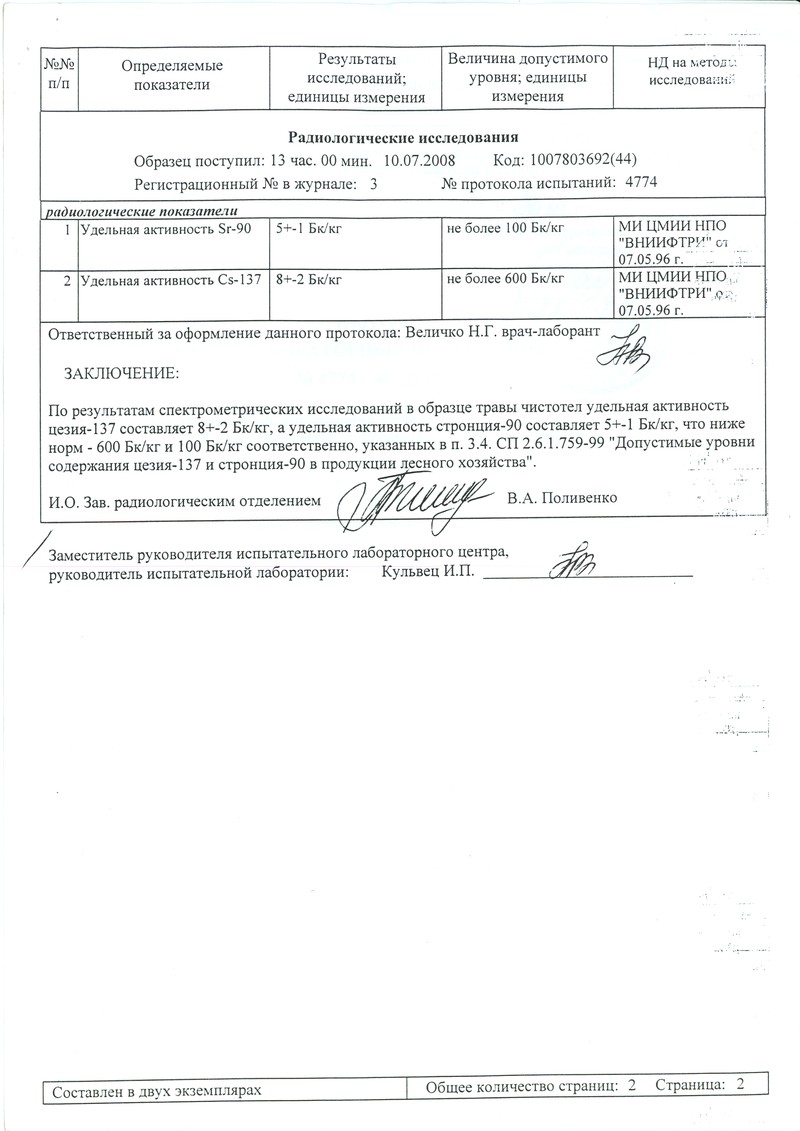 №№ п/п
Определяемые показатели
Результаты исследований; единицы измерения
Величина допустимого уровня; единицы измерения
НД на методы исследований
Радиологические исследования
Образец поступил: 13 час. 00 мин. 10.07.2008 Код: 1007803692(44)
Регистрационный № в журнале: 3 № протокола испытаний: 4774
радиологические показатели
1 Удельная активность Sr-90 5+-1 Бк/кг не более 100 Бк/кг МИ ЦМИИ НПО
"ВНИИФТРИ" от
07.05.96 г.
2 Удельная активность Cs-137 8+-2 Бк/кг не более 600 Бк/кг МИ ЦМИИ НПО
"ВНИИФТРИ" от
07.05.96 г.
Ответственный за оформление данного протокола: Величко Н.Г. врач-лаборант
ЗАКЛЮЧЕНИЕ:
По результатам спектрометрических исследований в образце травы чистотел удельная активность
цезия-137 составляет 8+-2 Бк/кг, а удельная активность стронция-90 составляет 5+-1 Бк/кг, что ниже
норм - 600 Бк/кг и 100 Бк/кг соответственно, указанных в п. 3.4. СП 2.6.1.759-99 "Допустимые уровни
содержания цезия-137 и стронция-90 в продукции лесного хозяйства".
И.О. Зав. радиологическим отделением В.А. Поливенко
Заместитель руководителя испытательного лабораторного центра,
руководитель испытательной лаборатории: Кульвец И.П.
Составлен в двух экземплярах Общее количество страниц: 2 Страница: 2